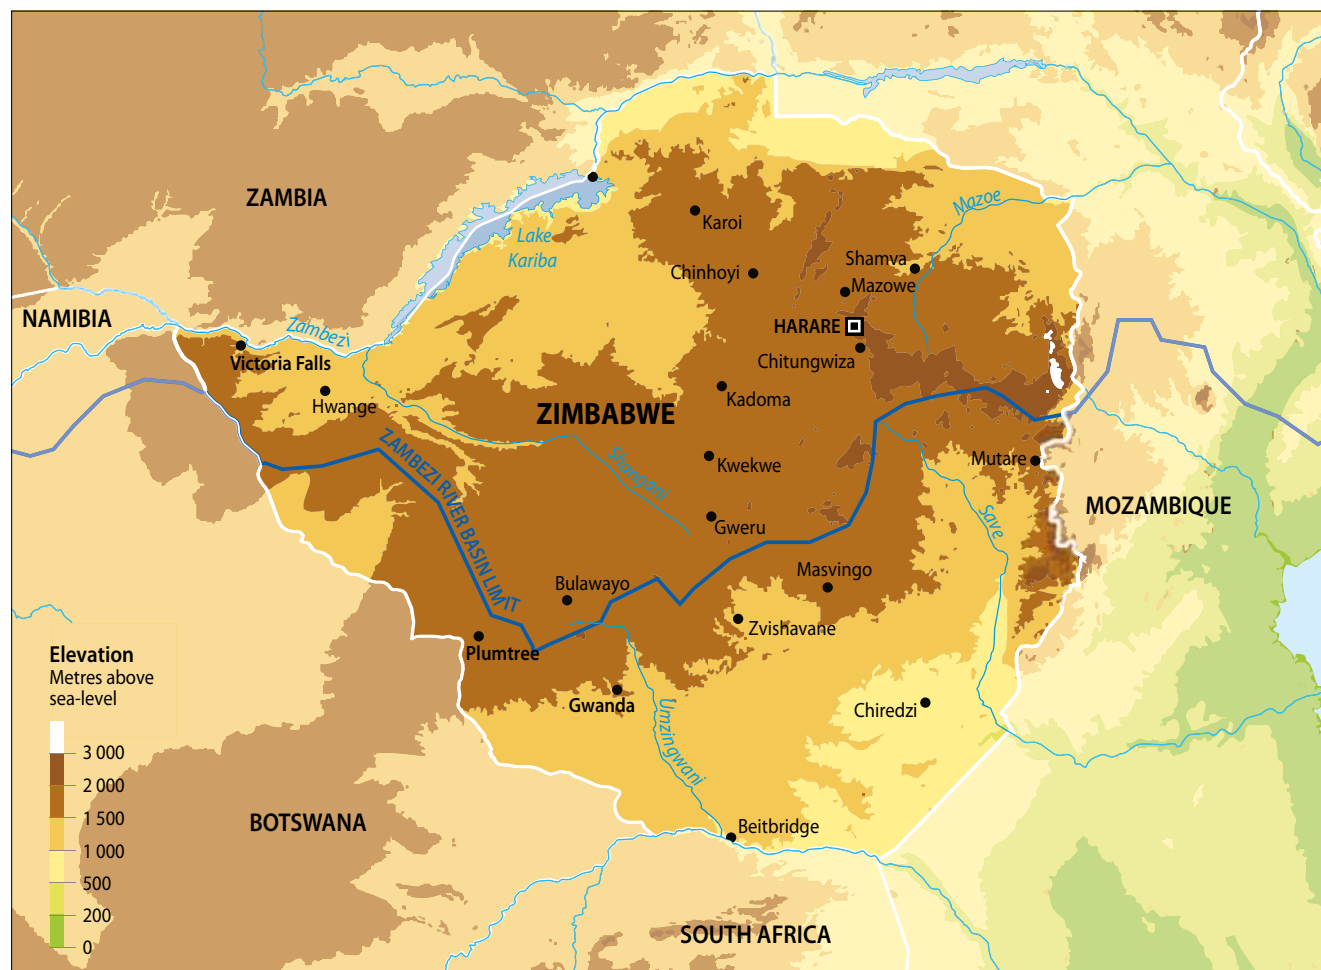 ZAMBIA
Lake
Kariba
Karoi
Mazoe
Chinhoyi
Shamva
Mazowe
NAMIBIA
Zambezi
HARARE
Victoria Falls
Chitungwiza
Hwange
Kadoma
ZIMBABWE
ZAMBEZI RIVER BASIN LIMIT
Shangani
Kwekwe
Mutare
Save
MOZAMBIQUE
Gweru
Bulawayo
Masvingo
Zvishavane
Plumtree
Gwanda
Umzingwani
Chiredzi
Elevation
Metres above
sea-level
3 000
2 000
1 500
1 000
500
200
0
BOTSWANA
Beitbridge
SOUTH AFRICA